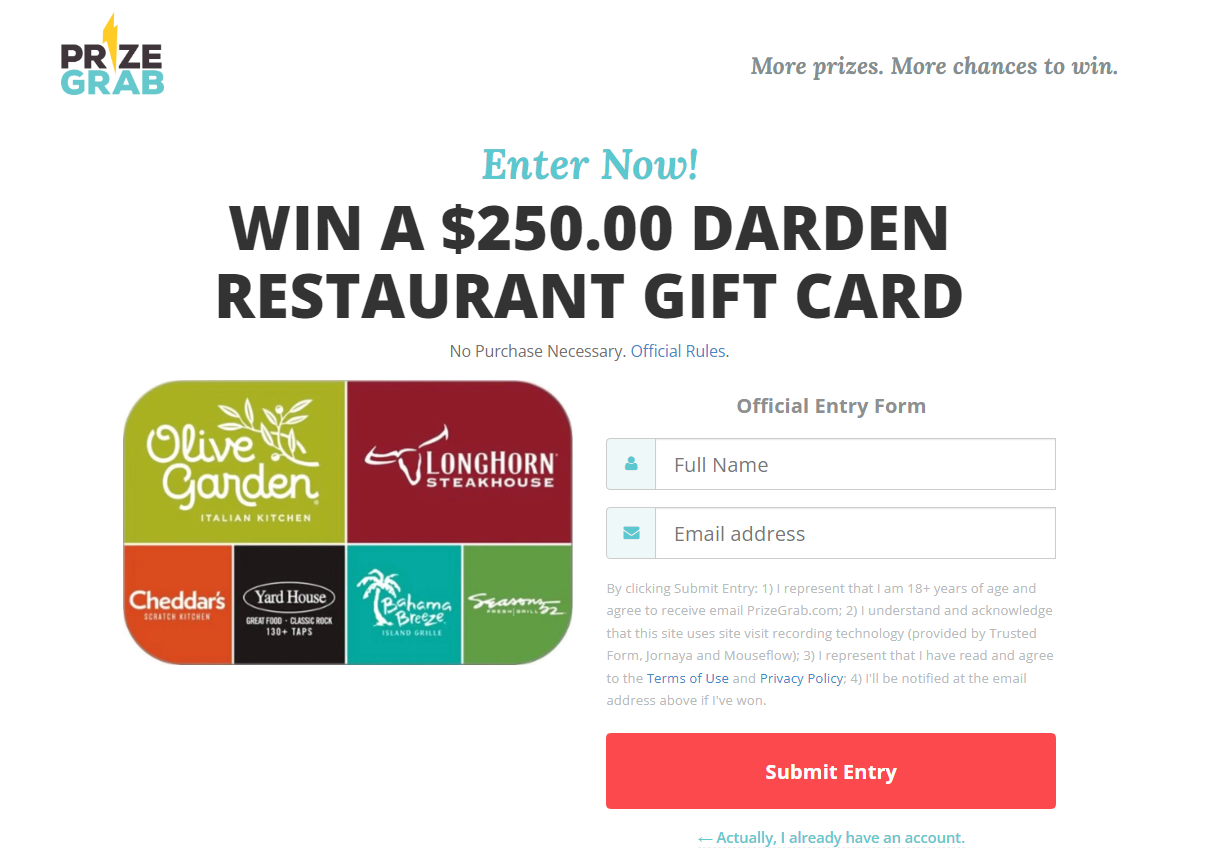 PRIZE
GRAB
More prizes. More chances to win.
Enter Now!
WIN A $250.00 DARDEN
RESTAURANT GIFT CARD
No Purchase Necessary. Official Rules.
Olive
Garden
ITALIAN KITCHEN
LONGHORN
STEAKHOUSE
Cheddar's
SCRATCH KITCHEN
Yard House
GREAT FOOD · CLASSIC ROCK
130+ TAPS
Bahama
Breeze
ISLAND GRILLE
Seasons 52
FRESH GRILL
Official Entry Form
Full Name
Email address
By clicking Submit Entry: 1) I represent that I am 18+ years of age and
agree to receive email PrizeGrab.com; 2) I understand and acknowledge
that this site uses site visit recording technology (provided by Trusted
Form, Jornaya and Mouseflow); 3) I represent that I have read and agree
to the Terms of Use and Privacy Policy; 4) I'll be notified at the email
address above if I've won.
Submit Entry
← Actually, I already have an account.